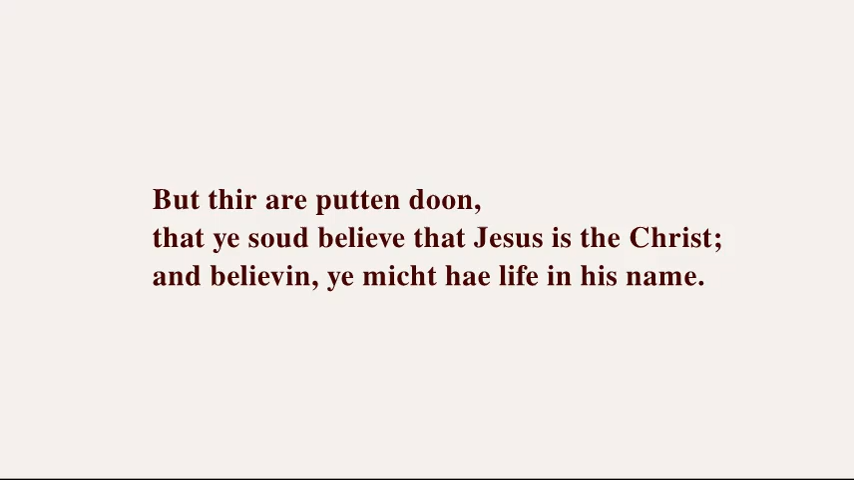 But thir are putten doon,
that ye soud believe that Jesus is the Christ;
and believin, ye micht hae life in his name.